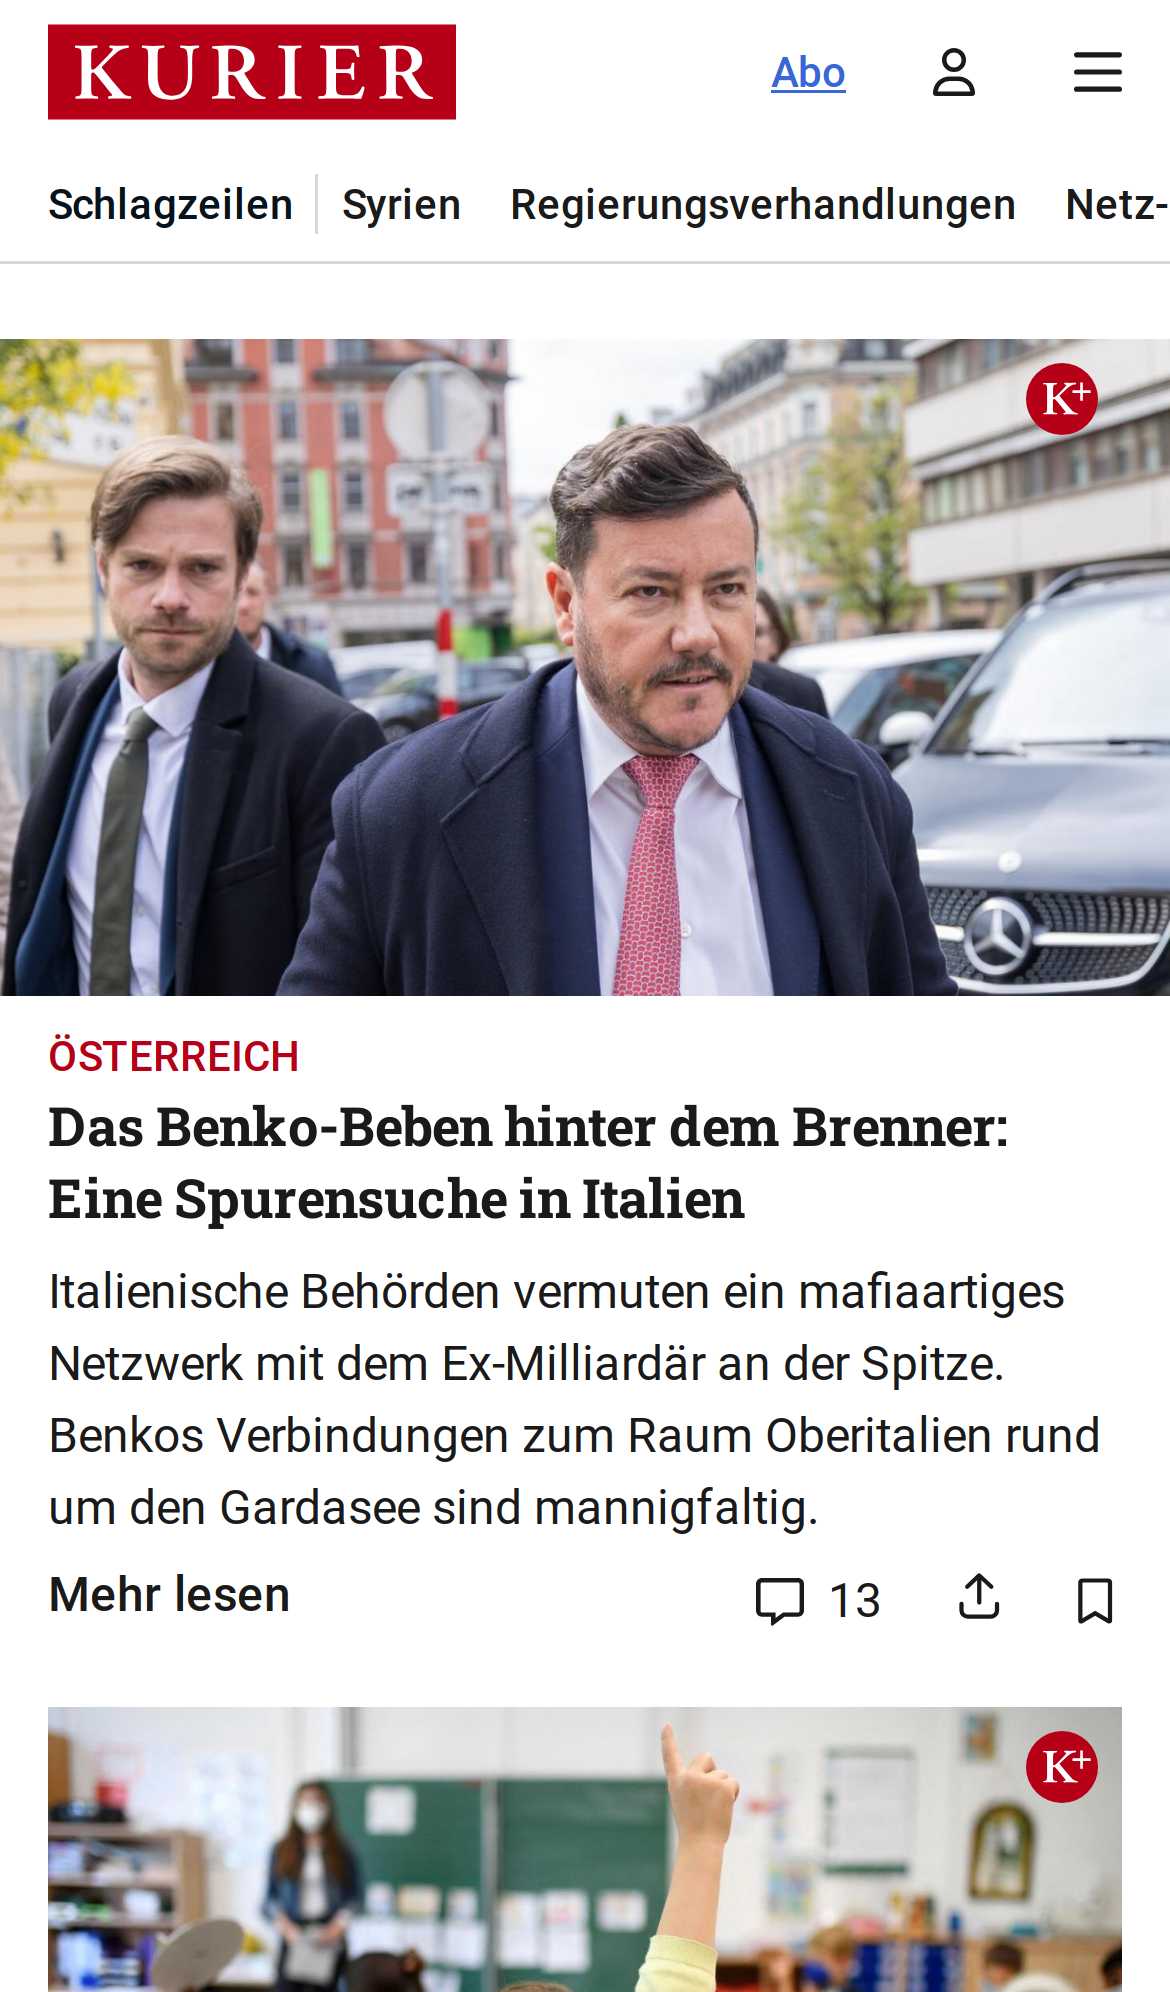 KURIER
Abo
Schlagzeilen
Syrien
Regierungsverhandlungen
Netz-
K+
ÖSTERREICH
Das Benko-Beben hinter dem Brenner:
Eine Spurensuche in Italien
Italienische Behörden vermuten ein mafiaartiges
Netzwerk mit dem Ex-Milliardär an der Spitze.
Benkos Verbindungen zum Raum Oberitalien rund
um den Gardasee sind mannigfaltig.
Mehr lesen
13
K+